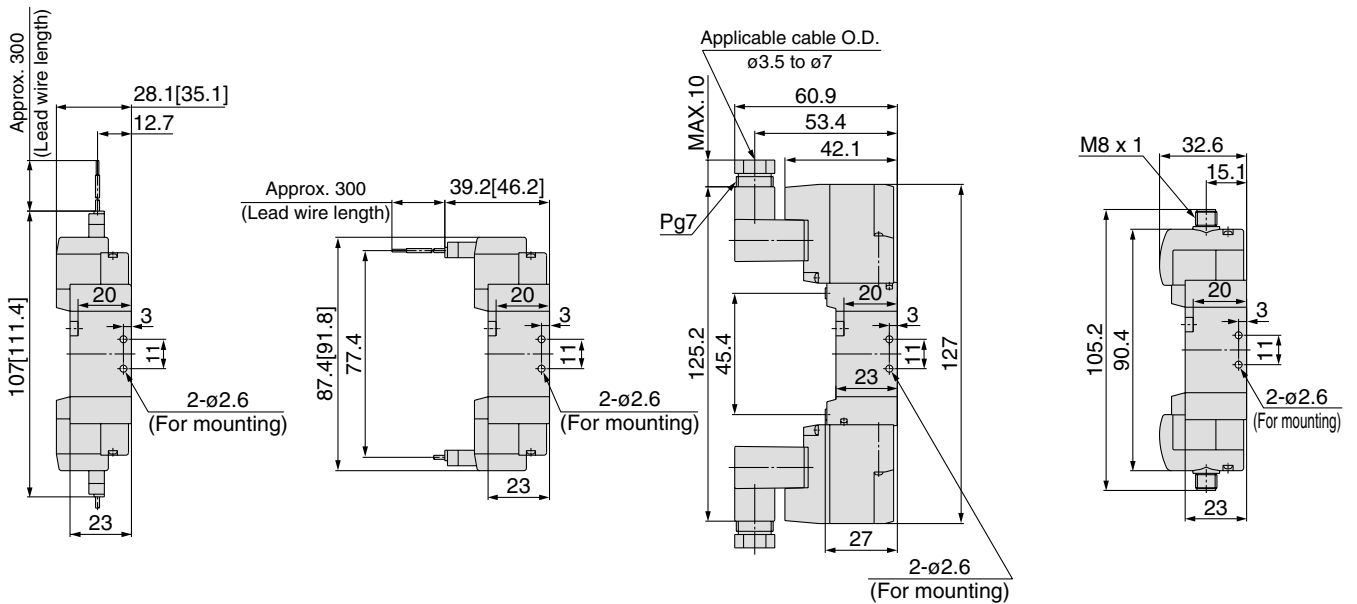 Approx. 300
(Lead wire length)
28.1[35.1]
12.7
107[111.4]
20
3
11
2-ø2.6
(For mounting)
23
Approx. 300
(Lead wire length)
39.2[46.2]
87.4[91.8]
77.4
20
3
11
2-ø2.6
(For mounting)
23
Applicable cable O.D.
ø3.5 to ø7
MAX.10
60.9
53.4
42.1
Pg7
125.2
45.4
20
3
11
127
23
27
2-ø2.6
(For mounting)
M8 x 1
32.6
15.1
105.2
90.4
20
3
11
2-ø2.6
(For mounting)
23